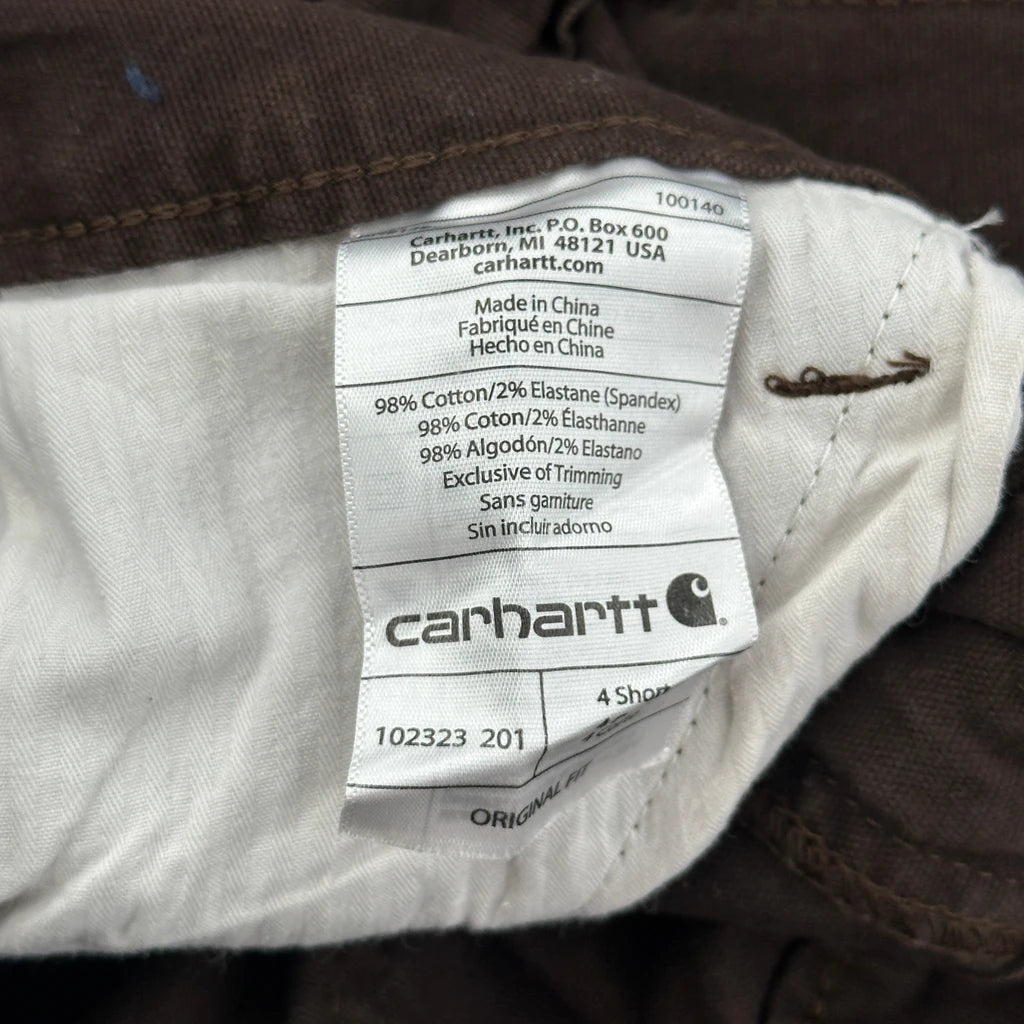 100140
Carhartt, Inc. P.O. Box 600
Dearborn, MI 48121 USA
carhartt.com
Made in China
Fabriqué en Chine
Hecho en China
98% Cotton/2% Elastane (Spandex)
98% Coton/2% Élasthanne
98% Algodón/2% Elastano
Exclusive of Trimming
Sans garniture
Sin incluir adorno
carhartt
4 Short
102323 201
ORIGINAL FIT